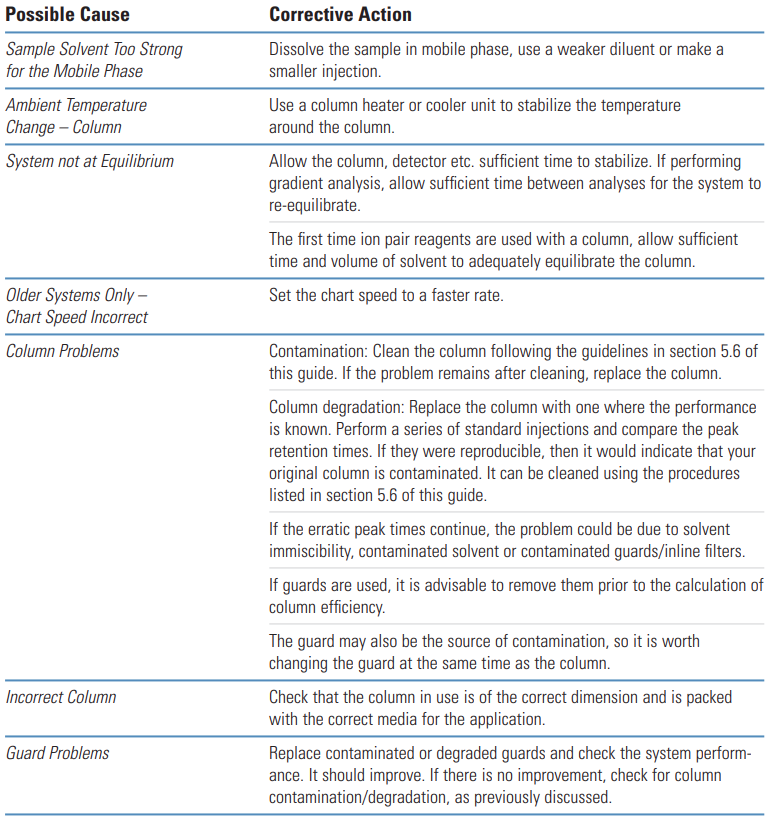 Possible Cause
Corrective Action
Sample Solvent Too Strong
for the Mobile Phase
Dissolve the sample in mobile phase, use a weaker diluent or make a
smaller injection.
Ambient Temperature
Change – Column
Use a column heater or cooler unit to stabilize the temperature
around the column.
System not at Equilibrium
Allow the column, detector etc. sufficient time to stabilize. If performing
gradient analysis, allow sufficient time between analyses for the system to
re-equilibrate.
The first time ion pair reagents are used with a column, allow sufficient
time and volume of solvent to adequately equilibrate the column.
Older Systems Only –
Chart Speed Incorrect
Set the chart speed to a faster rate.
Column Problems
Contamination: Clean the column following the guidelines in section 5.6 of
this guide. If the problem remains after cleaning, replace the column.
Column degradation: Replace the column with one where the performance
is known. Perform a series of standard injections and compare the peak
retention times. If they were reproducible, then it would indicate that your
original column is contaminated. It can be cleaned using the procedures
listed in section 5.6 of this guide.
If the erratic peak times continue, the problem could be due to solvent
immiscibility, contaminated solvent or contaminated guards/inline filters.
If guards are used, it is advisable to remove them prior to the calculation of
column efficiency.
The guard may also be the source of contamination, so it is worth
changing the guard at the same time as the column.
Incorrect Column
Check that the column in use is of the correct dimension and is packed
with the correct media for the application.
Guard Problems
Replace contaminated or degraded guards and check the system perform-
ance. It should improve. If there is no improvement, check for column
contamination/degradation, as previously discussed.